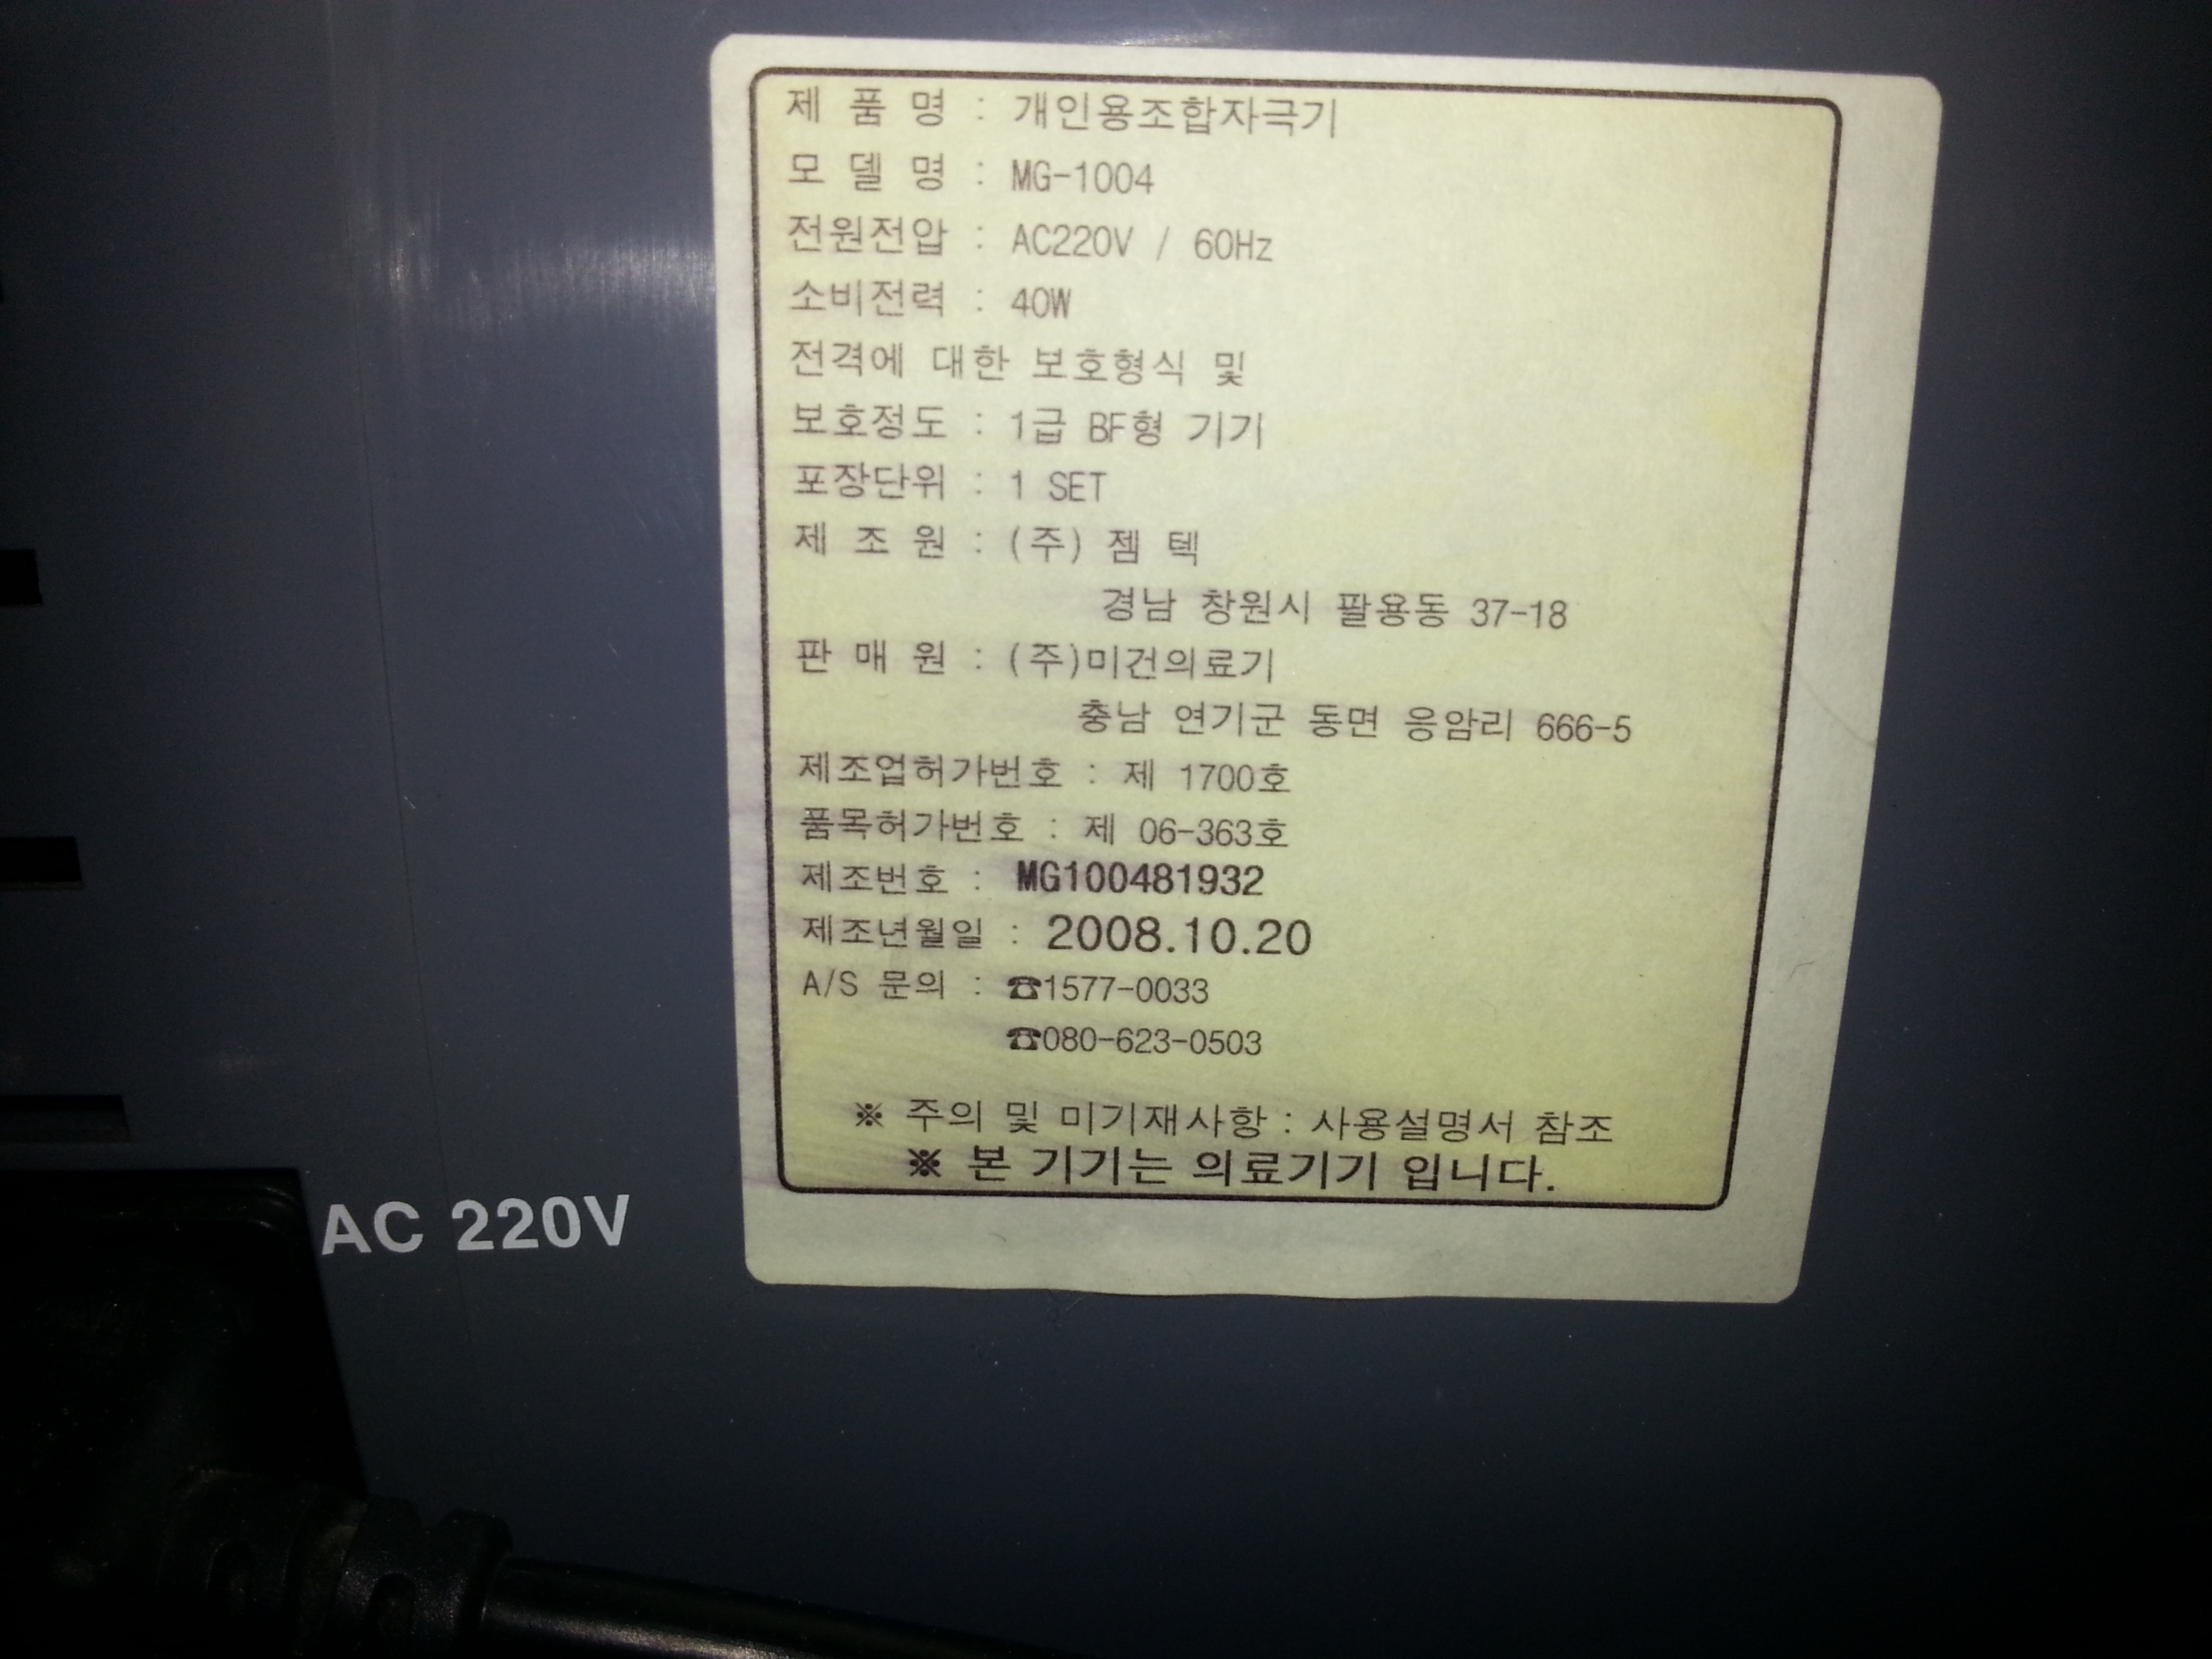 제 품 명 : 개인용조합자극기
모 델 명 : MG-1004
전원전압 : AC220V / 60Hz
소비전력 : 40W
전격에 대한 보호형식 및
보호정도 : 1급 BF형 기기
포장단위 : 1 SET
제 조 원 : (주) 젬 텍
경남 창원시 팔용동 37-18
판 매 원 : (주)미건의료기
충남 연기군 동면 응암리 666-5
제조업허가번호 : 제 1700호
품목허가번호 : 제 06-363호
제조번호 : MG100481932
제조년월일 : 2008.10.20
A/S 문의 : ☎1577-0033
☎080-623-0503
※ 주의 및 미기재사항 : 사용설명서 참조
※ 본 기기는 의료기기 입니다.
AC 220V